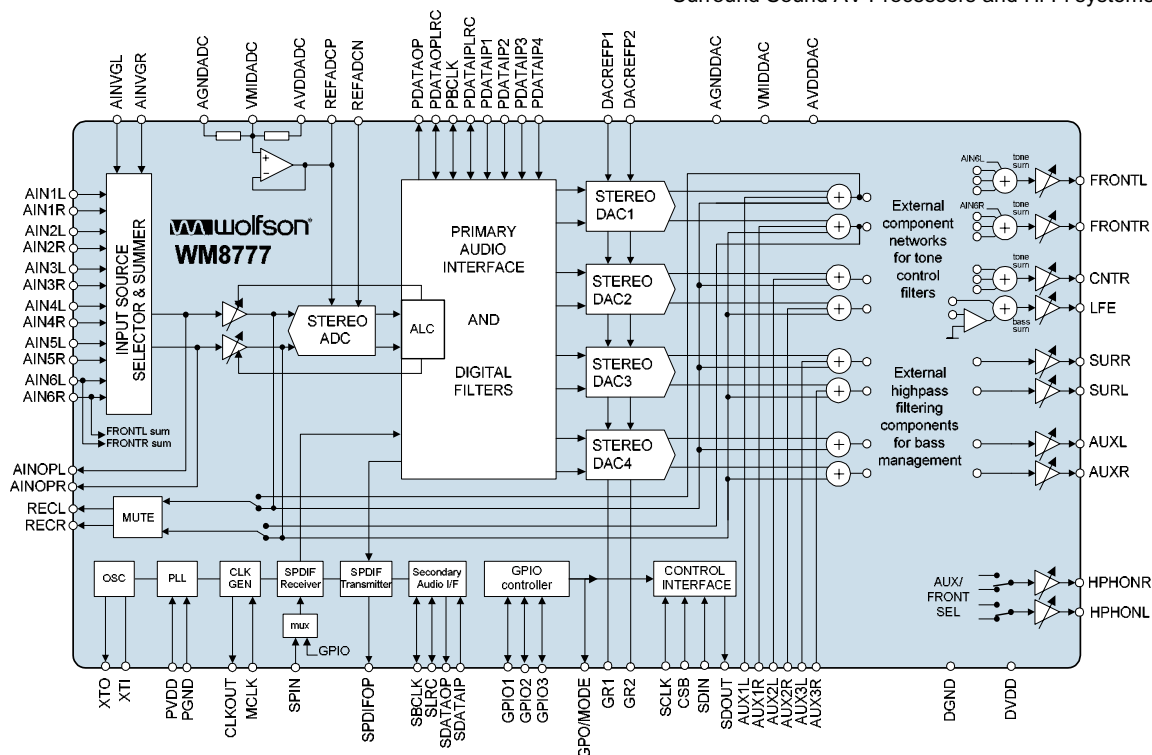 Surround Sound AV Processors and Hi-Fi systems
AINVGL
AINVGR
AGNDADC
VMIDADC
AVDDADC
REFADCP
REFADCN
PDATAOP
PDATAOPLRC
PBCLK
PDATAIPLRC
PDATAIP1
PDATAIP2
PDATAIP3
PDATAIP4
DACREFP1
DACREFP2
AGNDDAC
VMIDDAC
AVDDDAC
AIN1L
AIN1R
AIN2L
AIN2R
AIN3L
AIN3R
AIN4L
AIN4R
AIN5L
AIN5R
AIN6L
AIN6R
INPUT SOURCE
SELECTOR & SUMMER
FRONTL sum
FRONTR sum
AINOPL
AINOPR
RECL
RECR
MUTE
wolfson
WM8777
+
-
STEREO
ADC
ALC
PRIMARY
AUDIO
INTERFACE
AND
DIGITAL
FILTERS
STEREO
DAC1
STEREO
DAC2
STEREO
DAC3
STEREO
DAC4
+
+
+
+
+
+
+
+
External
component
networks
for tone
control
filters
External
highpass
filtering
components
for bass
management
AIN6L
tone
sum
+
FRONTL
AIN6R
tone
sum
+
FRONTR
tone
sum
+
CNTR
+
bass
sum
LFE
SURR
SURL
AUXL
AUXR
AUX/
FRONT
SEL
HPHONR
HPHONL
OSC
PLL
CLK
GEN
SPDIF
Receiver
SPDIF
Transmitter
Secondary
Audio I/F
GPIO
controller
CONTROL
INTERFACE
mux
GPIO
XTO
XTI
PVDD
PGND
CLKOUT
MCLK
SPIN
SPDIFOP
SBCLK
SLRC
SDATAOP
SDATAIP
GPIO1
GPIO2
GPIO3
GPO/MODE
GR1
GR2
SCLK
CSB
SDIN
SDOUT
AUX1L
AUX1R
AUX2L
AUX2R
AUX3L
AUX3R
DGND
DVDD